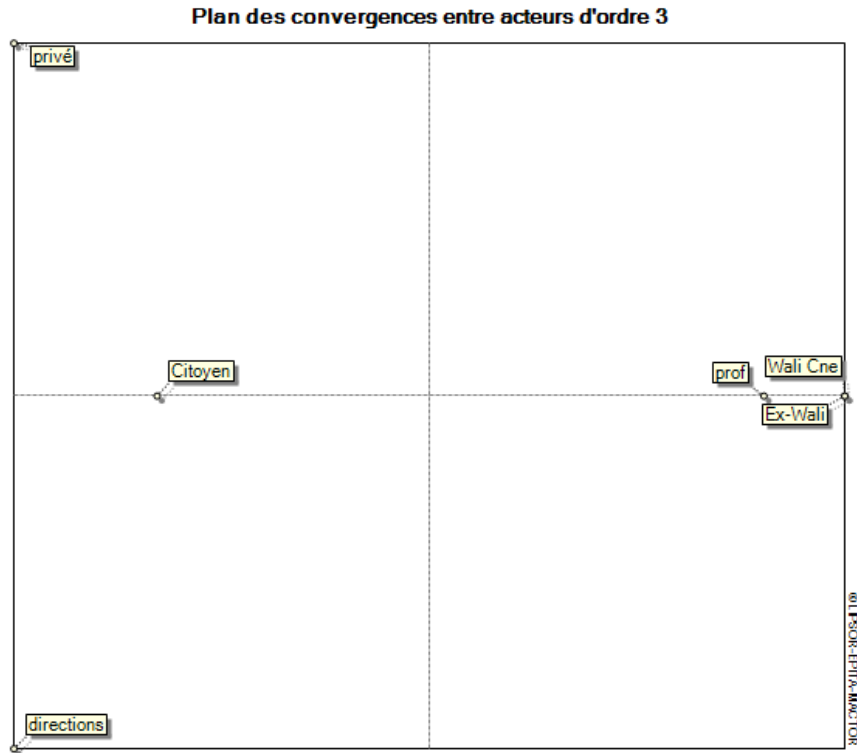 Plan des convergences entre acteurs d'ordre 3
privé
Citoyen
prof
Wali Cne
Ex-Wali
directions
© LIPSOR-EPITA-MACTOR